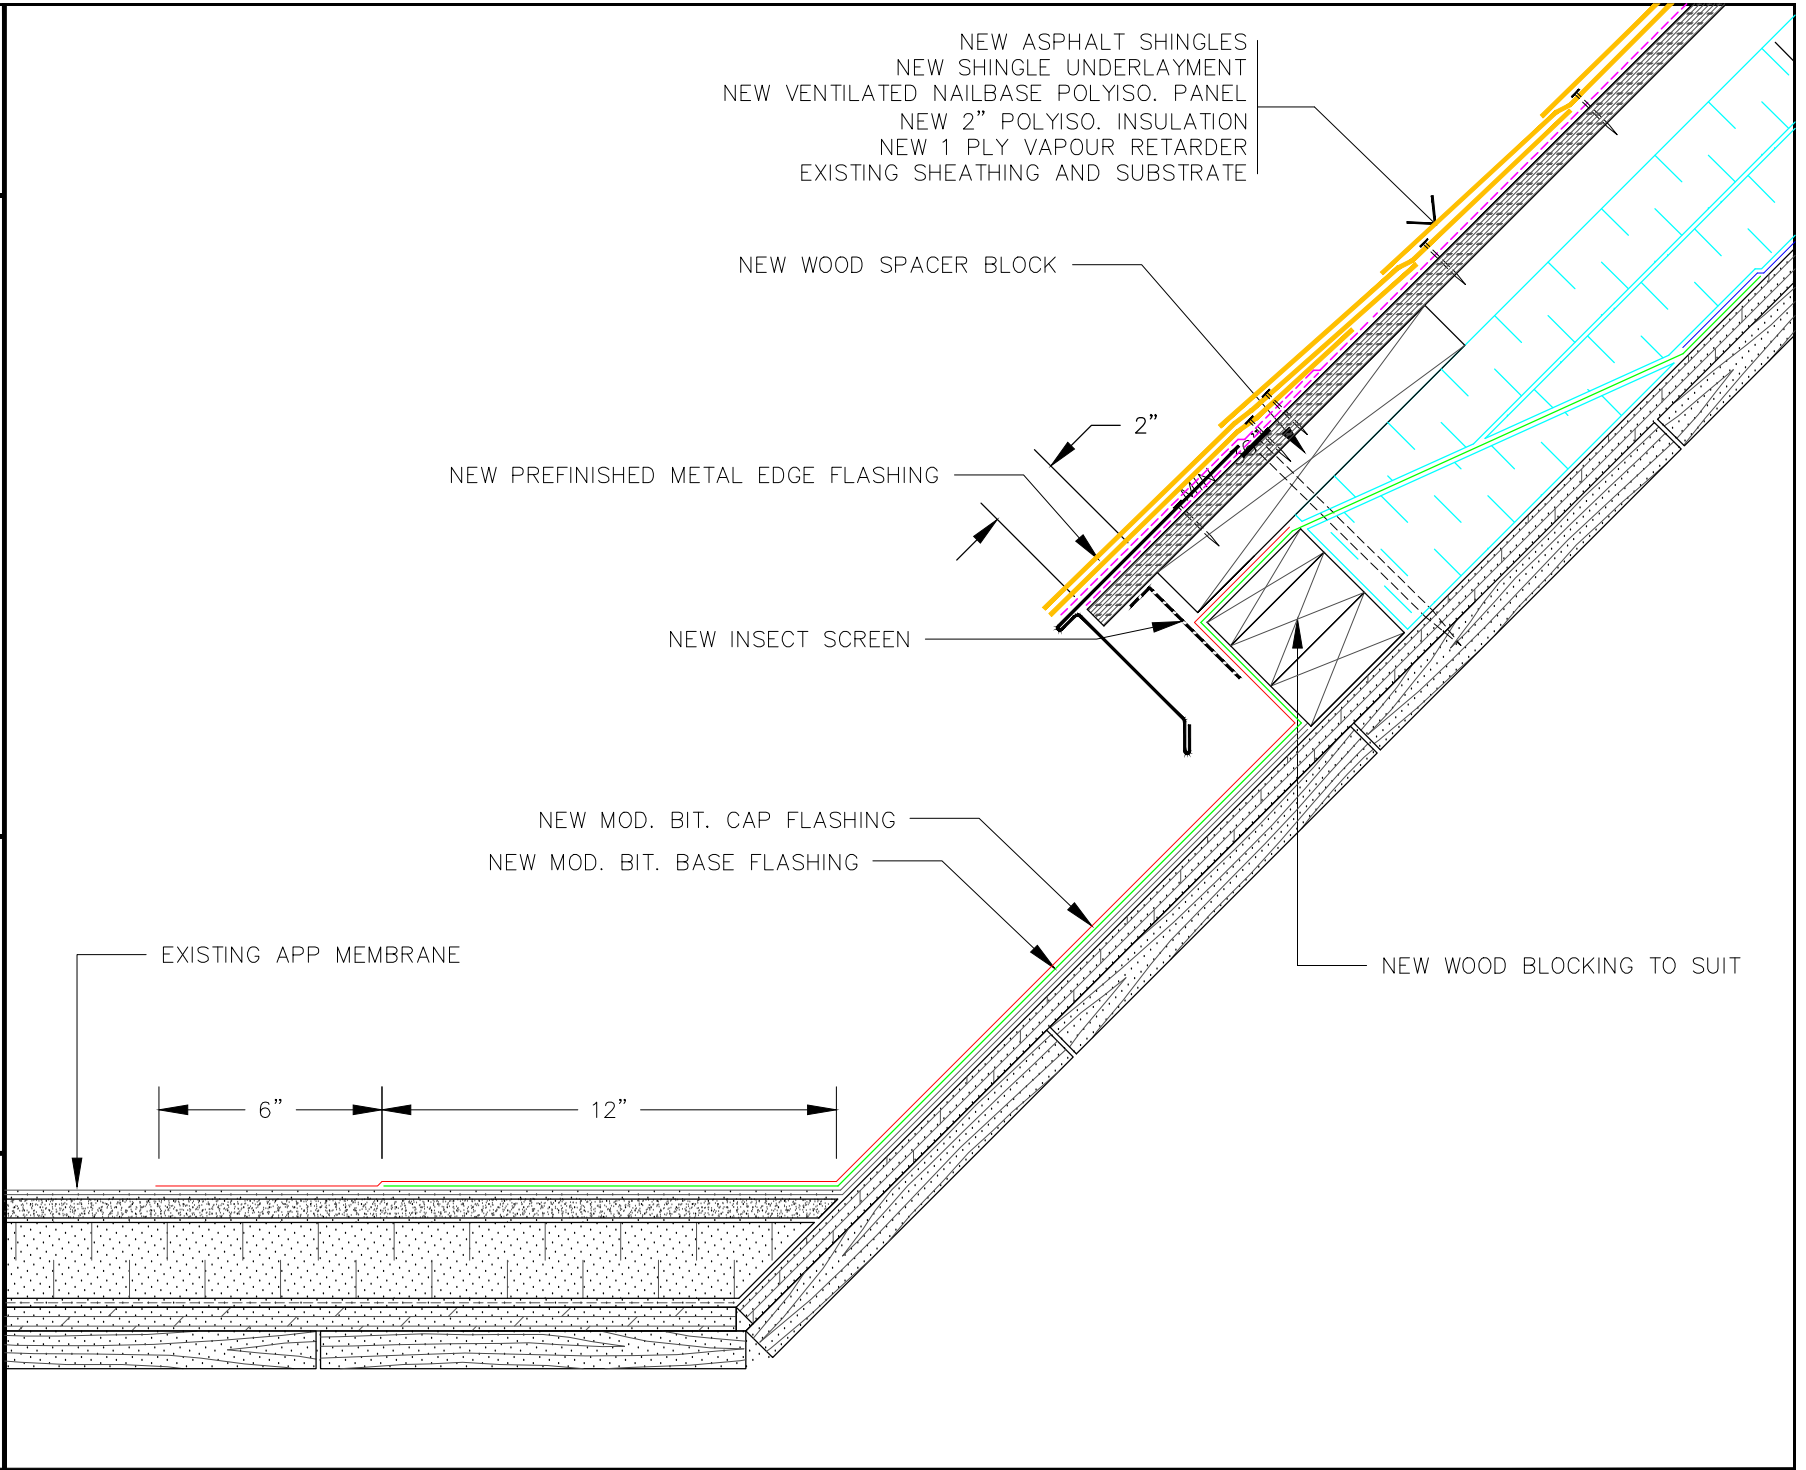 NEW ASPHALT SHINGLES
NEW SHINGLE UNDERLAYMENT
NEW VENTILATED NAILBASE POLYISO. PANEL
NEW 2” POLYISO. INSULATION
NEW 1 PLY VAPOUR RETARDER
EXISTING SHEATHING AND SUBSTRATE
NEW WOOD SPACER BLOCK
2”
NEW PREFINISHED METAL EDGE FLASHING
NEW INSECT SCREEN
NEW MOD. BIT. CAP FLASHING
NEW MOD. BIT. BASE FLASHING
EXISTING APP MEMBRANE
NEW WOOD BLOCKING TO SUIT
6”
12”